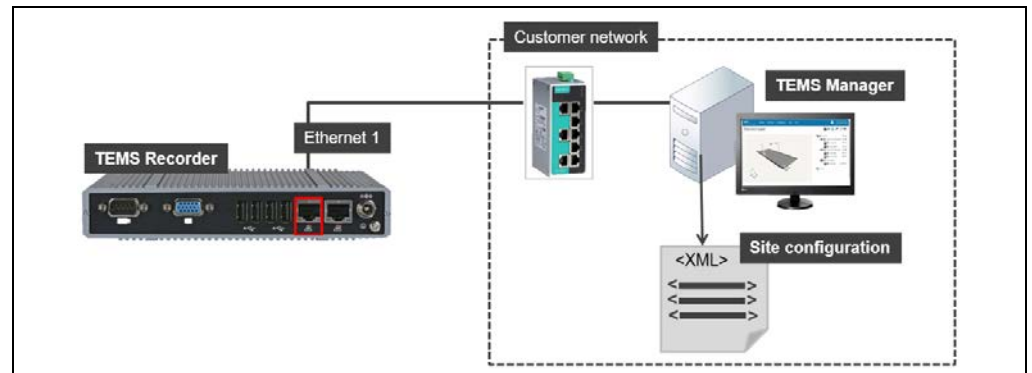 Customer network
TEMS Manager
Ethernet 1
TEMS Recorder
Site configuration
<XML>